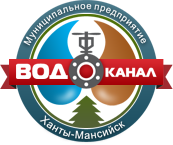 Муниципальное предприятие
ВОДОКАНАЛ
Ханты-Мансийск